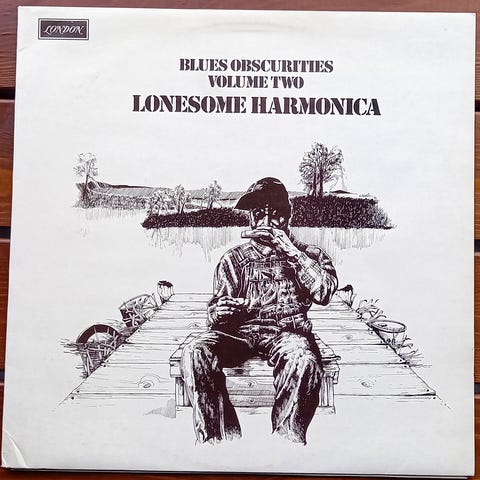 LONDON
BLUES OBSCURITIES
VOLUME TWO
LONESOME HARMONICA